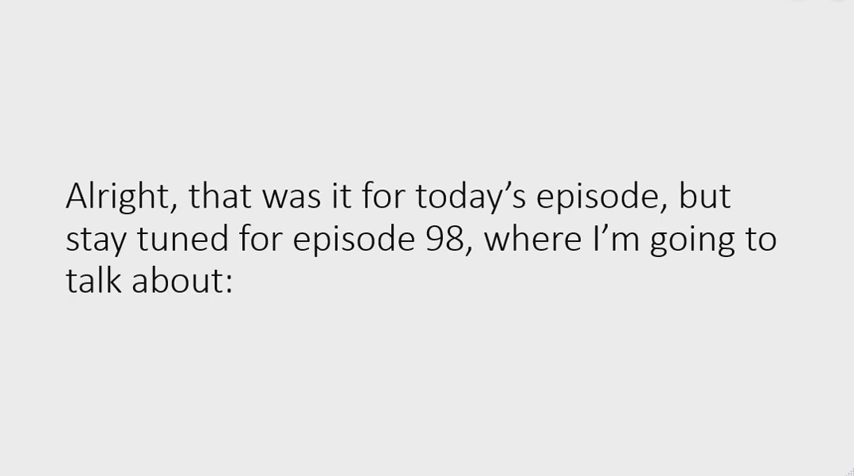 Alright, that was it for today’s episode, but
stay tuned for episode 98, where I’m going to
talk about: